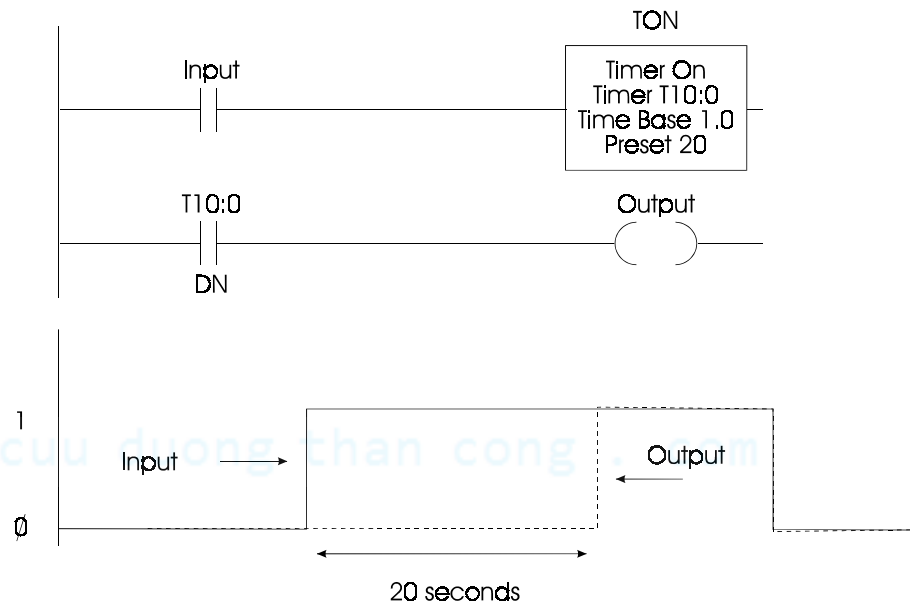 TON
Input
Timer On
Timer T10:0
Time Base 1.0
Preset 20
T10:0
Output
DN
1
cuu duong than cong . com
Input
Output
Ø
20 seconds